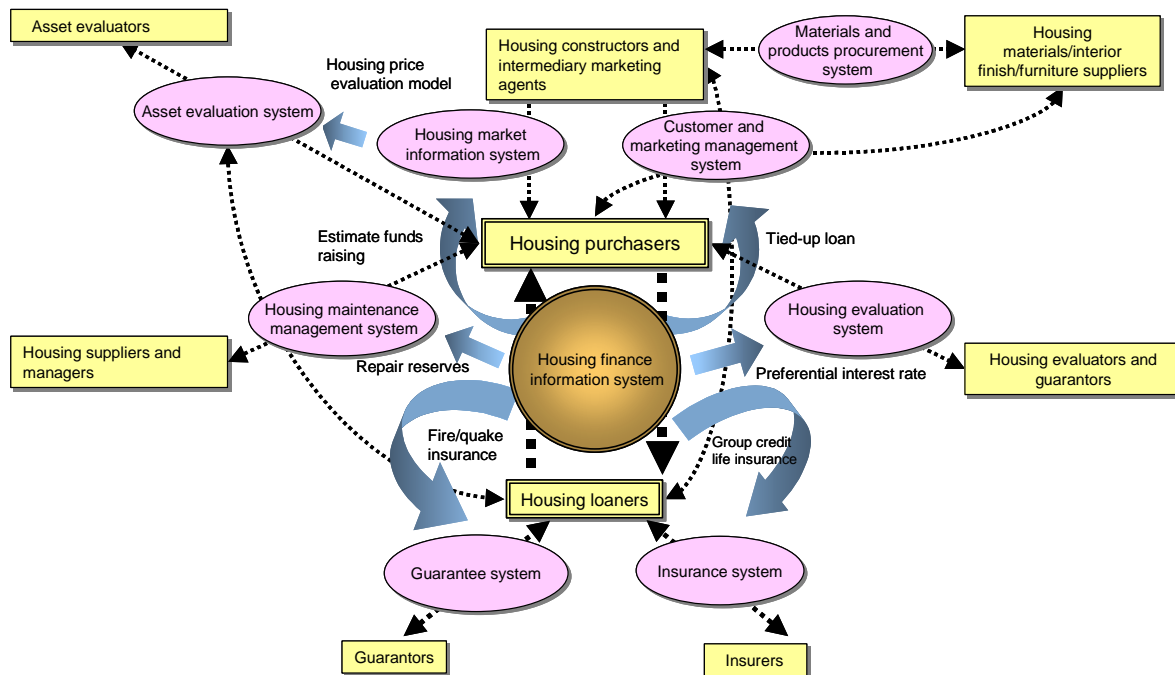 Asset evaluators
Housing constructors and
intermediary marketing
agents
Materials and
products procurement
system
Housing
materials/interior
finish/furniture suppliers
Housing price
evaluation model
Asset evaluation system
Housing market
information system
Customer and
marketing management
system
Housing purchasers
Estimate funds
raising
Tied-up loan
Housing maintenance
management system
Housing evaluation
system
Housing suppliers and
managers
Repair reserves
Housing finance
information system
Preferential interest rate
Housing evaluators and
guarantors
Fire/quake
insurance
Group credit
life insurance
Housing loaners
Guarantee system
Insurance system
Guarantors
Insurers